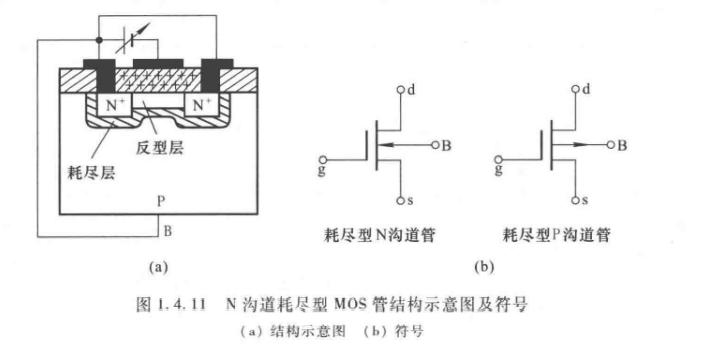 N⁺
N⁺
反型层
耗尽层
P
B
(a)
d
B
g
s
耗尽型N沟道管
d
B
g
s
耗尽型P沟道管
(b)
图 1.4.11 N 沟道耗尽型 MOS 管结构示意图及符号
(a) 结构示意图 (b) 符号